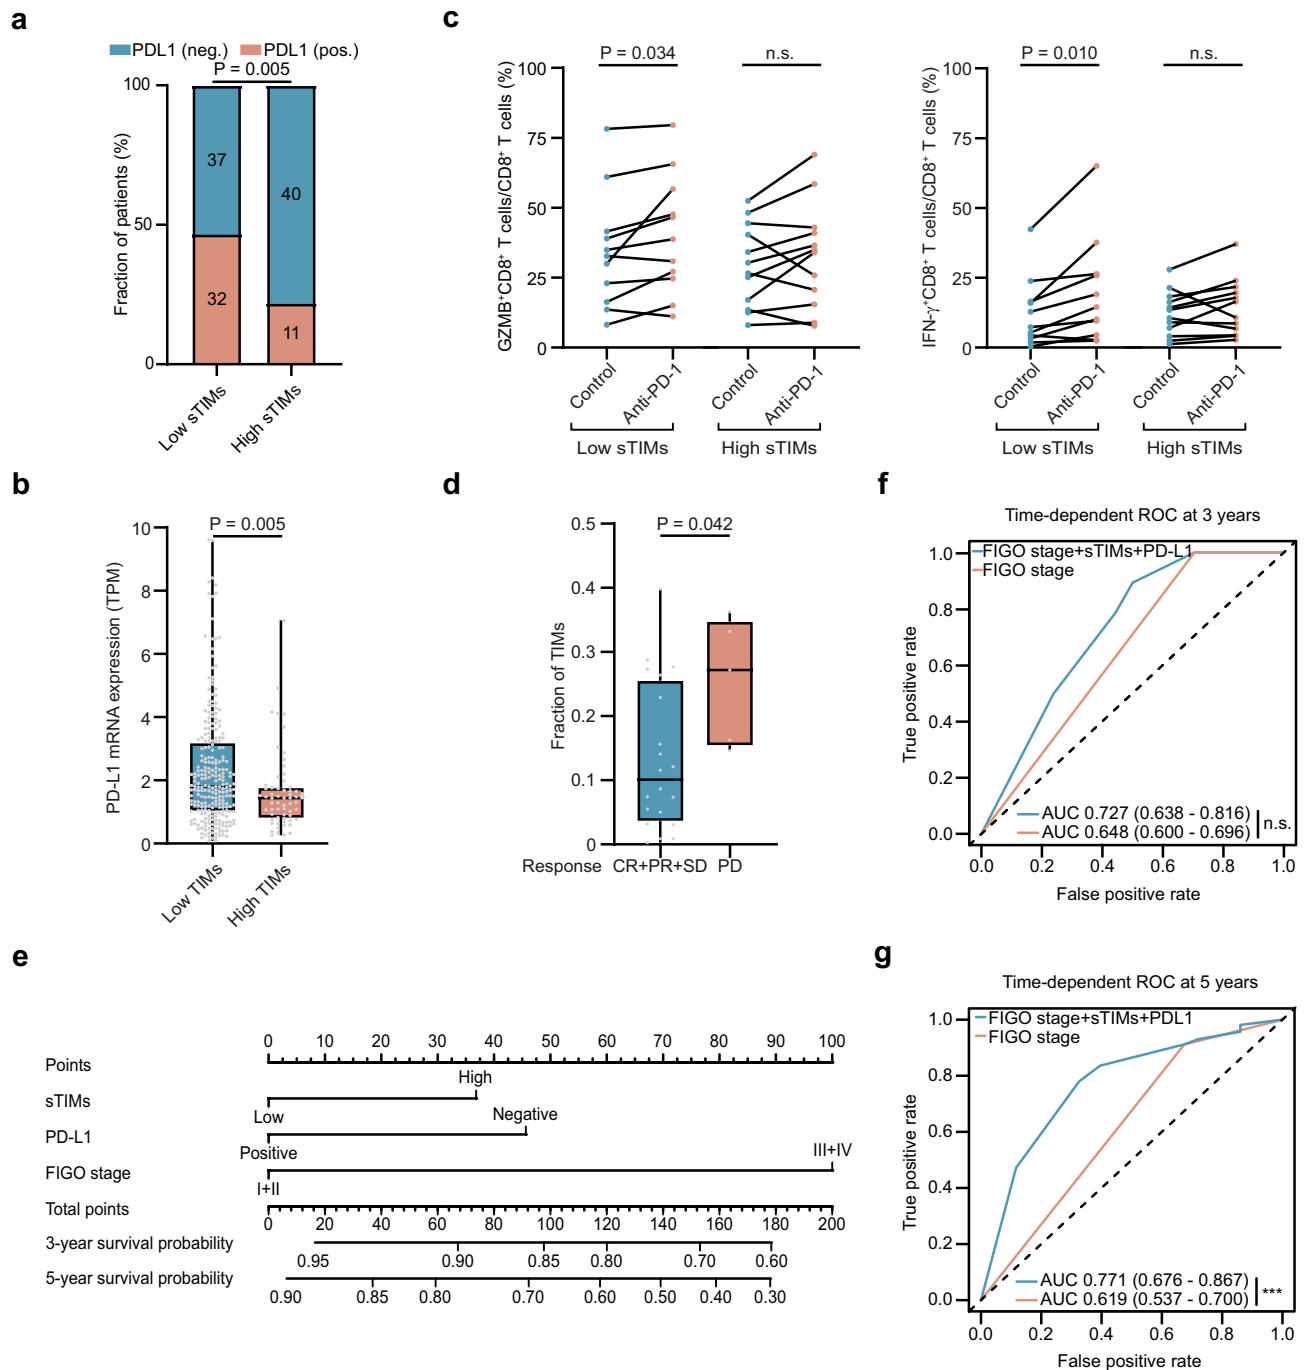 a
PDL1 (neg.) PDL1 (pos.)
P = 0.005
Fraction of patients (%)
100
50
0
37
32
40
11
Low sTIMs
High sTIMs
b
P = 0.005
PD-L1 mRNA expression (TPM)
10
8
6
4
2
0
Low TIMs
High TIMs
c
P = 0.034
n.s.
GZMB⁺CD8⁺ T cells/CD8⁺ T cells (%)
100
75
50
25
0
Control
Anti-PD-1
Control
Anti-PD-1
Low sTIMs
High sTIMs
P = 0.010
n.s.
IFN-γ⁺CD8⁺ T cells/CD8⁺ T cells (%)
100
75
50
25
0
Control
Anti-PD-1
Control
Anti-PD-1
Low sTIMs
High sTIMs
d
P = 0.042
Fraction of TIMs
0.5
0.4
0.3
0.2
0.1
0
Response CR+PR+SD PD
e
0 10 20 30 40 50 60 70 80 90 100
Points
High
sTIMs
Low
Negative
PD-L1
Positive
III+IV
FIGO stage
I+II
Total points
0 20 40 60 80 100 120 140 160 180 200
3-year survival probability
0.95 0.90 0.85 0.80 0.70 0.60
5-year survival probability
0.90 0.85 0.80 0.70 0.60 0.50 0.40 0.30
f
Time-dependent ROC at 3 years
FIGO stage+sTIMs+PD-L1
FIGO stage
True positive rate
1.0
0.8
0.6
0.4
0.2
0.0
AUC 0.727 (0.638 - 0.816)
AUC 0.648 (0.600 - 0.696)
n.s.
0.0 0.2 0.4 0.6 0.8 1.0
False positive rate
g
Time-dependent ROC at 5 years
FIGO stage+sTIMs+PDL1
FIGO stage
True positive rate
1.0
0.8
0.6
0.4
0.2
0.0
AUC 0.771 (0.676 - 0.867)
AUC 0.619 (0.537 - 0.700)
***
0.0 0.2 0.4 0.6 0.8 1.0
False positive rate